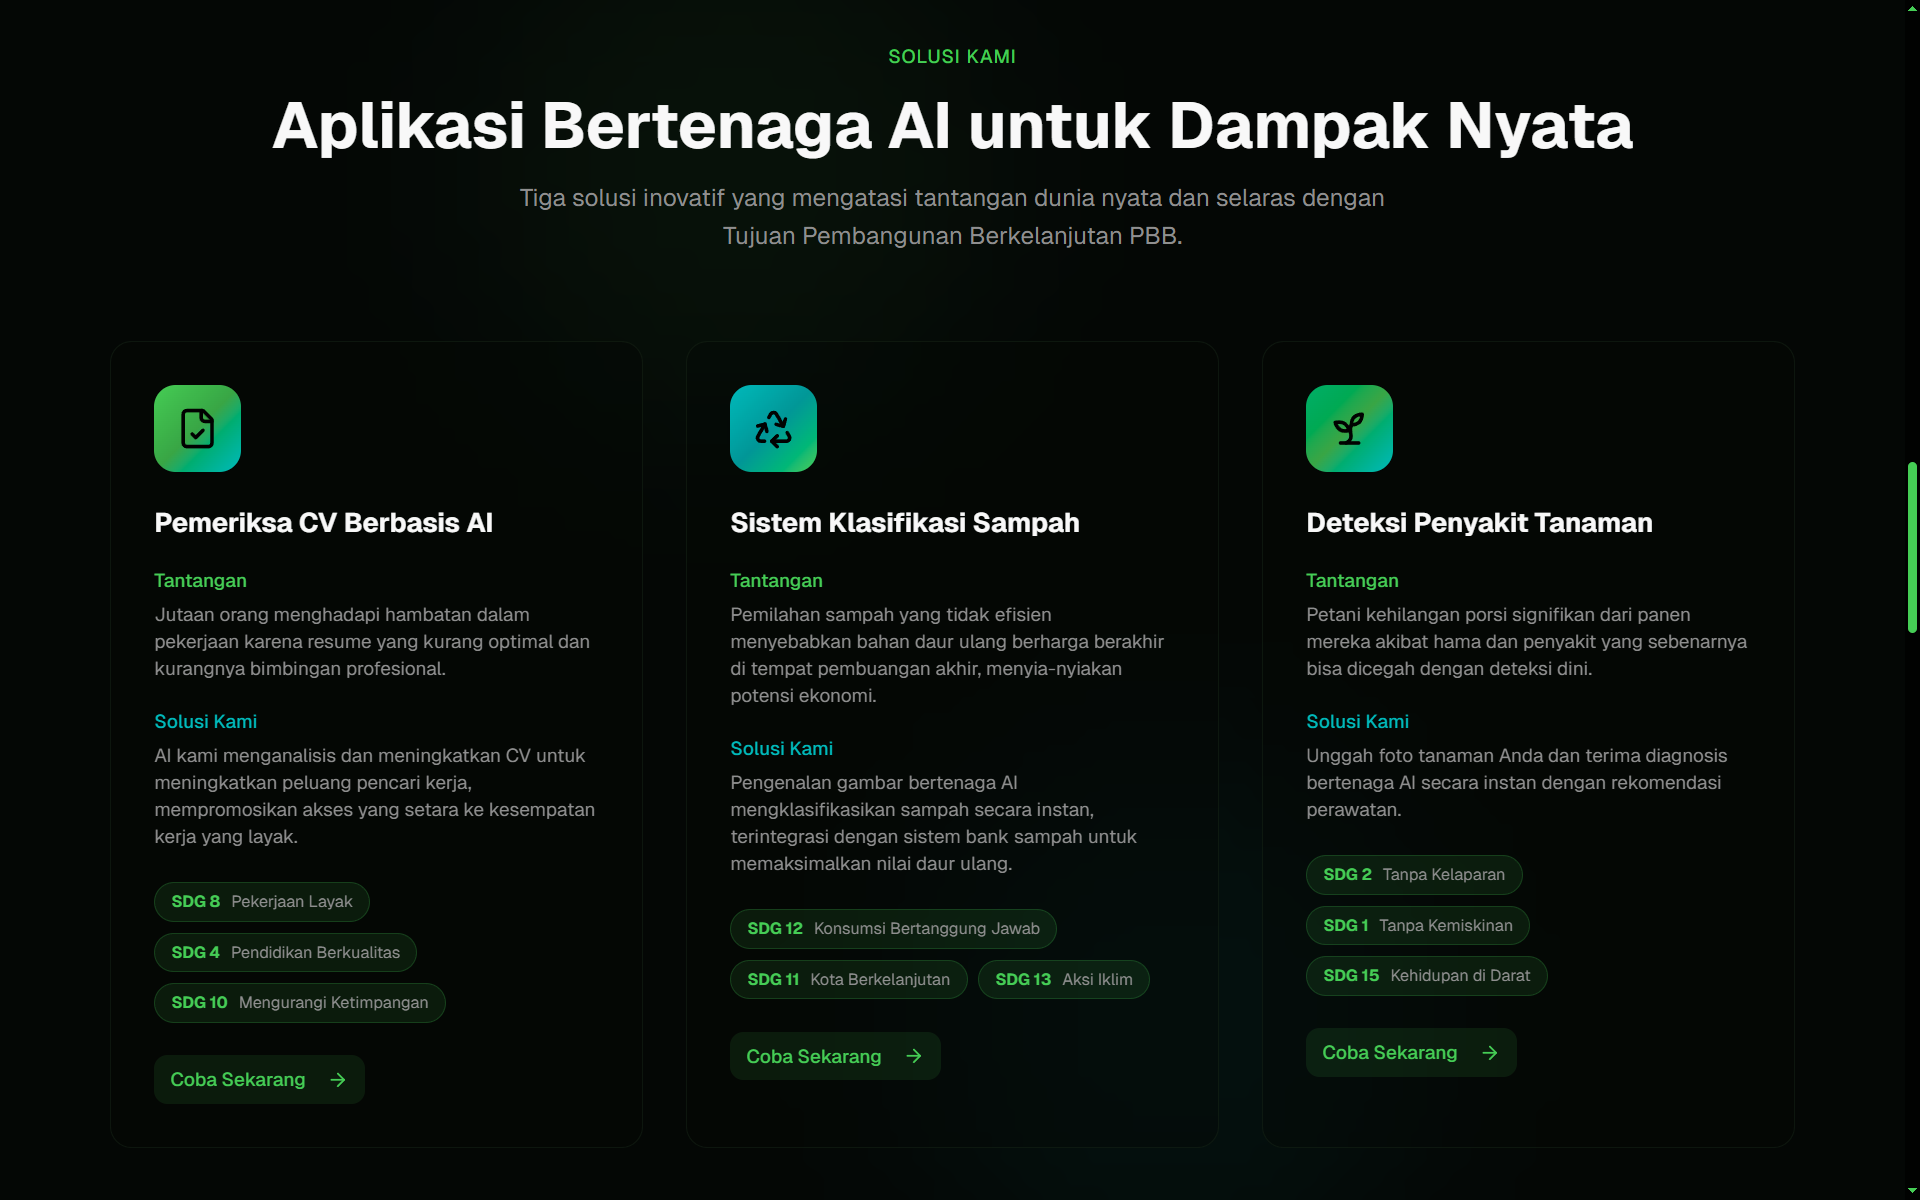 SOLUSI KAMI
Aplikasi Bertenaga AI untuk Dampak Nyata
Tiga solusi inovatif yang mengatasi tantangan dunia nyata dan selaras dengan
Tujuan Pembangunan Berkelanjutan PBB.
Pemeriksa CV Berbasis AI
Tantangan
Jutaan orang menghadapi hambatan dalam
pekerjaan karena resume yang kurang optimal dan
kurangnya bimbingan profesional.
Solusi Kami
AI kami menganalisis dan meningkatkan CV untuk
meningkatkan peluang pencari kerja,
mempromosikan akses yang setara ke kesempatan
kerja yang layak.
SDG 8 Pekerjaan Layak
SDG 4 Pendidikan Berkualitas
SDG 10 Mengurangi Ketimpangan
Coba Sekarang
Sistem Klasifikasi Sampah
Tantangan
Pemilahan sampah yang tidak efisien
menyebabkan bahan daur ulang berharga berakhir
di tempat pembuangan akhir, menyia-nyiakan
potensi ekonomi.
Solusi Kami
Pengenalan gambar bertenaga AI
mengklasifikasikan sampah secara instan,
terintegrasi dengan sistem bank sampah untuk
memaksimalkan nilai daur ulang.
SDG 12 Konsumsi Bertanggung Jawab
SDG 11 Kota Berkelanjutan SDG 13 Aksi Iklim
Coba Sekarang
Deteksi Penyakit Tanaman
Tantangan
Petani kehilangan porsi signifikan dari panen
mereka akibat hama dan penyakit yang sebenarnya
bisa dicegah dengan deteksi dini.
Solusi Kami
Unggah foto tanaman Anda dan terima diagnosis
bertenaga AI secara instan dengan rekomendasi
perawatan.
SDG 2 Tanpa Kelaparan
SDG 1 Tanpa Kemiskinan
SDG 15 Kehidupan di Darat
Coba Sekarang